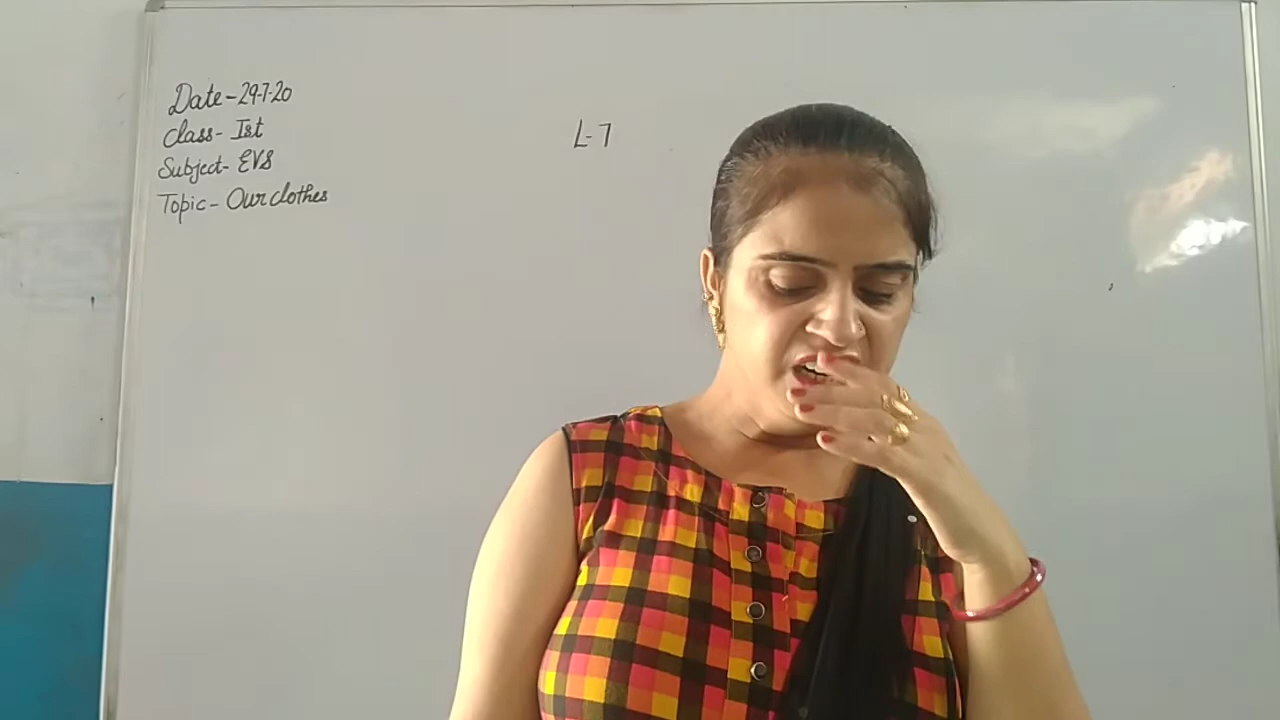 Date-29-7-20
Class- Ist
Subject- EVS
Topic- Our clothes
L-7